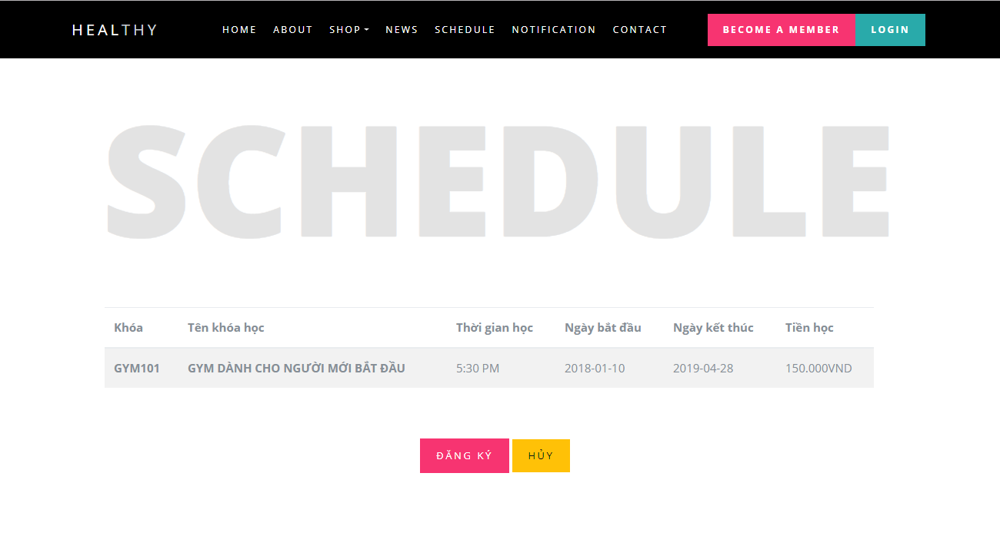 HEALTHY HOME ABOUT SHOP NEWS SCHEDULE NOTIFICATION CONTACT BECOME A MEMBER LOGIN
SCHEDULE
Khóa Tên khóa học Thời gian học Ngày bắt đầu Ngày kết thúc Tiền học
GYM101 GYM DÀNH CHO NGƯỜI MỚI BẮT ĐẦU 5:30 PM 2018-01-10 2019-04-28 150.000VND
ĐĂNG KÝ HỦY